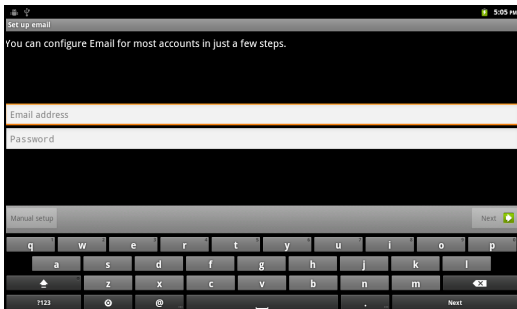 5:05 PM
Set up email
You can configure Email for most accounts in just a few steps.
Email address
Password
Manual setup
Next
q w e r t y u i o p
a s d f g h j k l
z x c v b n m
?123 @ . Next